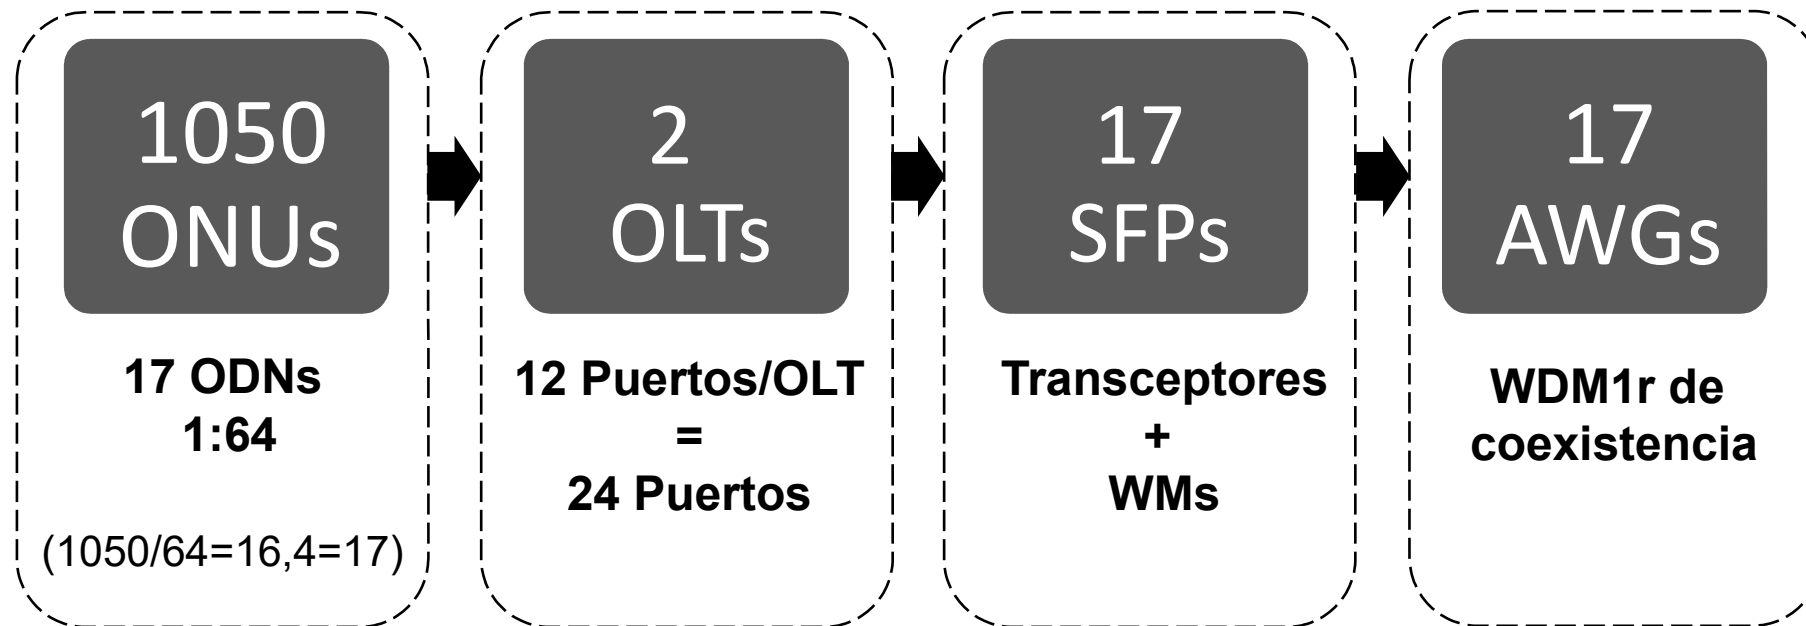 1050
ONUs
17 ODNs
1:64
(1050/64=16,4=17)
2
OLTs
12 Puertos/OLT
=
24 Puertos
17
SFPs
Transceptores
+
WMs
17
AWGs
WDM1r de
coexistencia